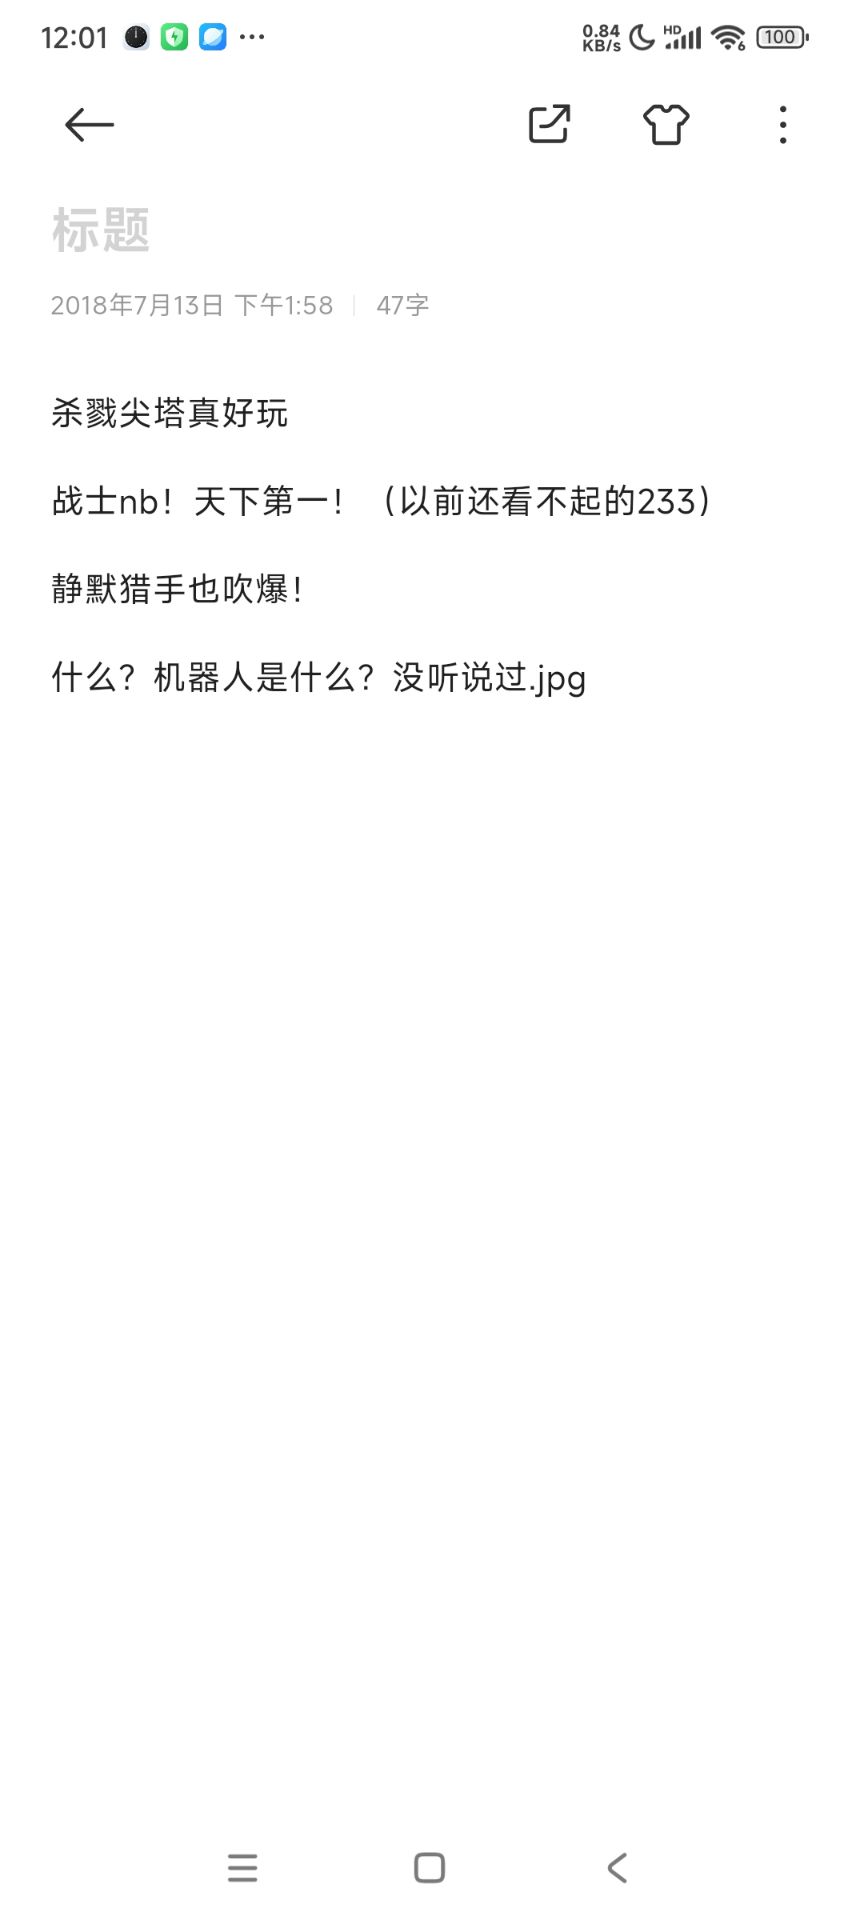 12:01
0.84
KB/s
HD
6
100
标题
2018年7月13日 下午1:58
47字
杀戮尖塔真好玩
战士nb！天下第一！（以前还看不起的233）
静默猎手也吹爆！
什么？机器人是什么？没听说过.jpg